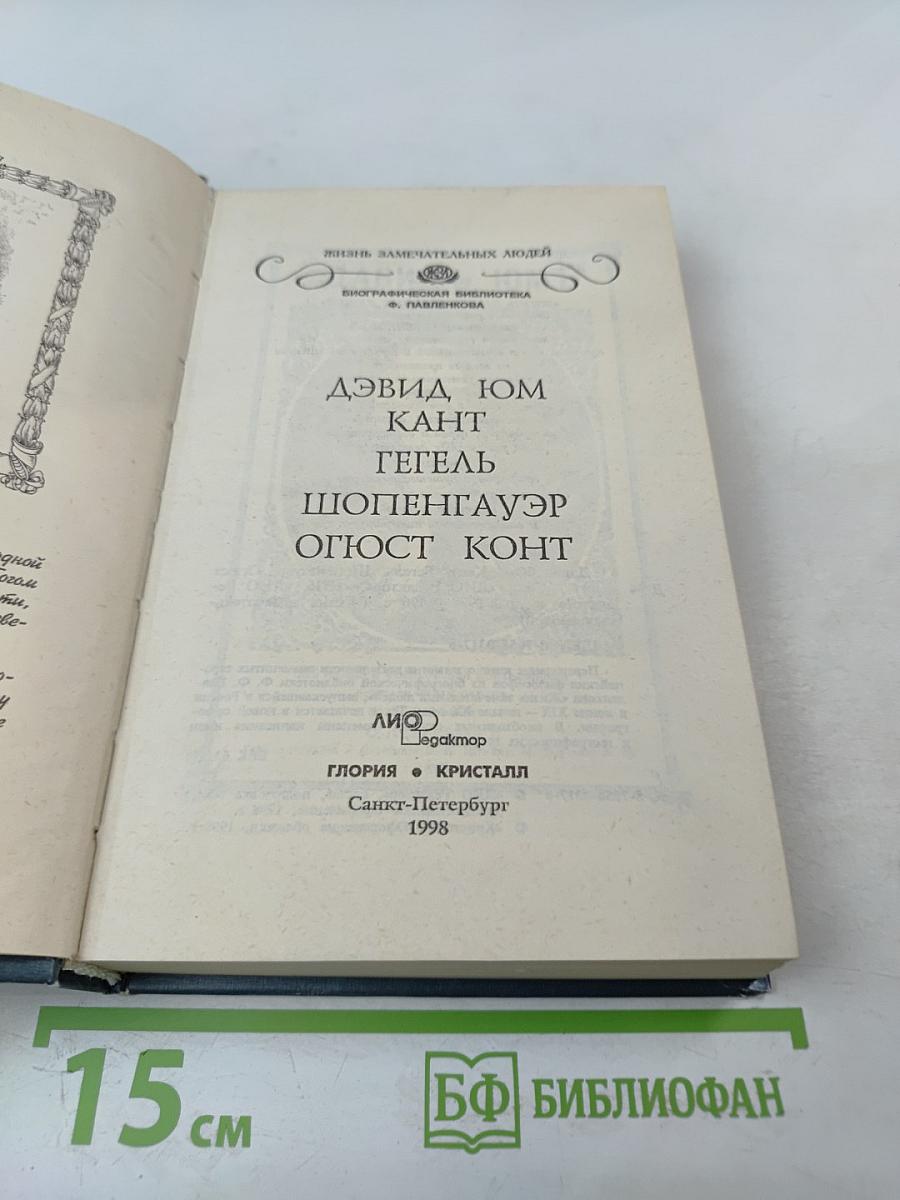 ЖИЗНЬ ЗАМЕЧАТЕЛЬНЫХ ЛЮДЕЙ
ЖЗЛ
БИОГРАФИЧЕСКАЯ БИБЛИОТЕКА
Ф. ПАВЛЕНКОВА
ДЭВИД ЮМ
КАНТ
ГЕГЕЛЬ
ШОПЕНГАУЭР
ОГЮСТ КОНТ
ЛИО
Редактор
ГЛОРИЯ • КРИСТАЛЛ
Санкт-Петербург
1998
15 см
БФ БИБЛИОФАН